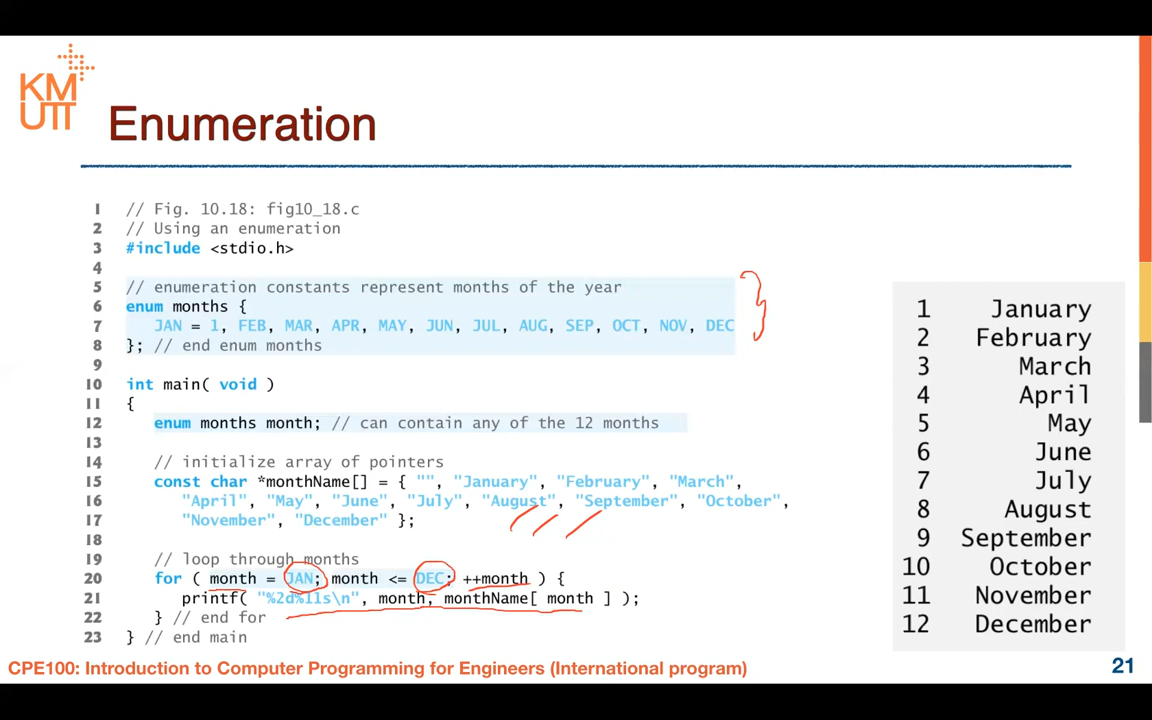 KM
UTT
Enumeration
1 // Fig. 10.18: fig10_18.c
2 // Using an enumeration
3 #include <stdio.h>
4
5 // enumeration constants represent months of the year
6 enum months {
7 JAN = 1, FEB, MAR, APR, MAY, JUN, JUL, AUG, SEP, OCT, NOV, DEC
8 }; // end enum months
9
10 int main( void )
11 {
12 enum months month; // can contain any of the 12 months
13
14 // initialize array of pointers
15 const char *monthName[] = { "", "January", "February", "March",
16 "April", "May", "June", "July", "August", "September", "October",
17 "November", "December" };
18
19 // loop through months
20 for ( month = JAN; month <= DEC; ++month ) {
21 printf( "%2d%11s\n", month, monthName[ month ] );
22 } // end for
23 } // end main
1 January
2 February
3 March
4 April
5 May
6 June
7 July
8 August
9 September
10 October
11 November
12 December
CPE100: Introduction to Computer Programming for Engineers (International program)
21